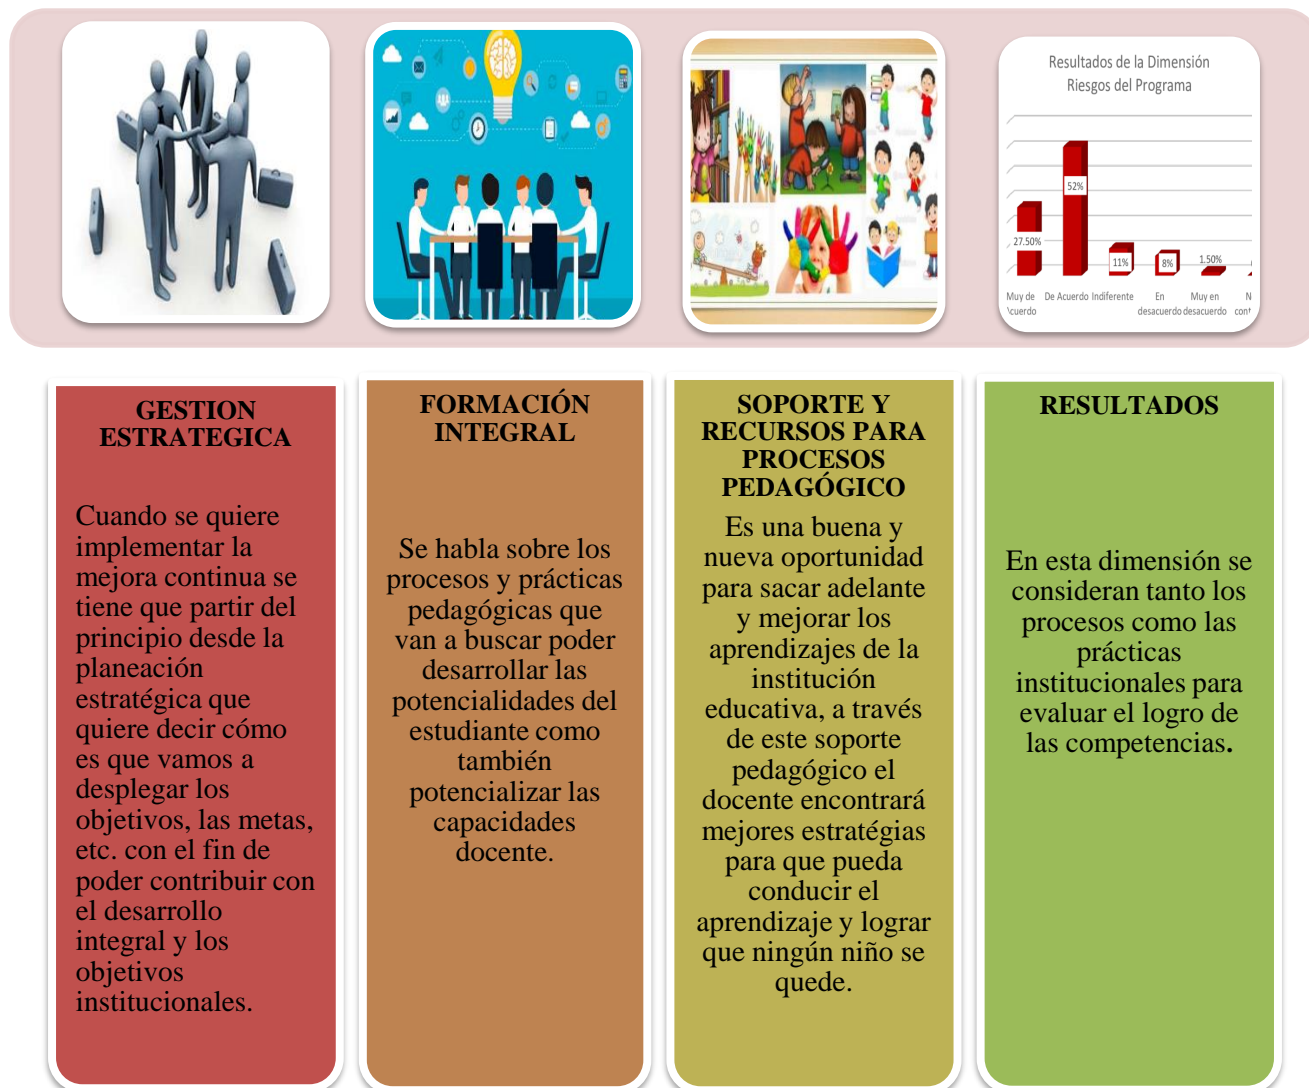 Resultados de la Dimensión
Riesgos del Programa
27.50%
52%
11%
8%
1.50%
Muy de
De Acuerdo
Indiferente
En
desacuerdo
Muy en
desacuerdo
GESTION
ESTRATEGICA
Cuando se quiere
implementar la
mejora continua se
tiene que partir del
principio desde la
planeación
estratégica que
quiere decir cómo
es que vamos a
desplegar los
objetivos, las metas,
etc. con el fin de
poder contribuir con
el desarrollo
integral y los
objetivos
institucionales.
FORMACIÓN
INTEGRAL
Se habla sobre los
procesos y prácticas
pedagógicas que
van a buscar poder
desarrollar las
potencialidades del
estudiante como
también
potencializar las
capacidades
docente.
SOPORTE Y
RECURSOS PARA
PROCESOS
PEDAGÓGICO
Es una buena y
nueva oportunidad
para sacar adelante
y mejorar los
aprendizajes de la
institución
educativa, a través
de este soporte
pedagógico el
docente encontrará
mejores estratégias
para que pueda
conducir el
aprendizaje y lograr
que ningún niño se
quede.
RESULTADOS
En esta dimensión se
consideran tanto los
procesos como las
prácticas
institucionales para
evaluar el logro de
las competencias.